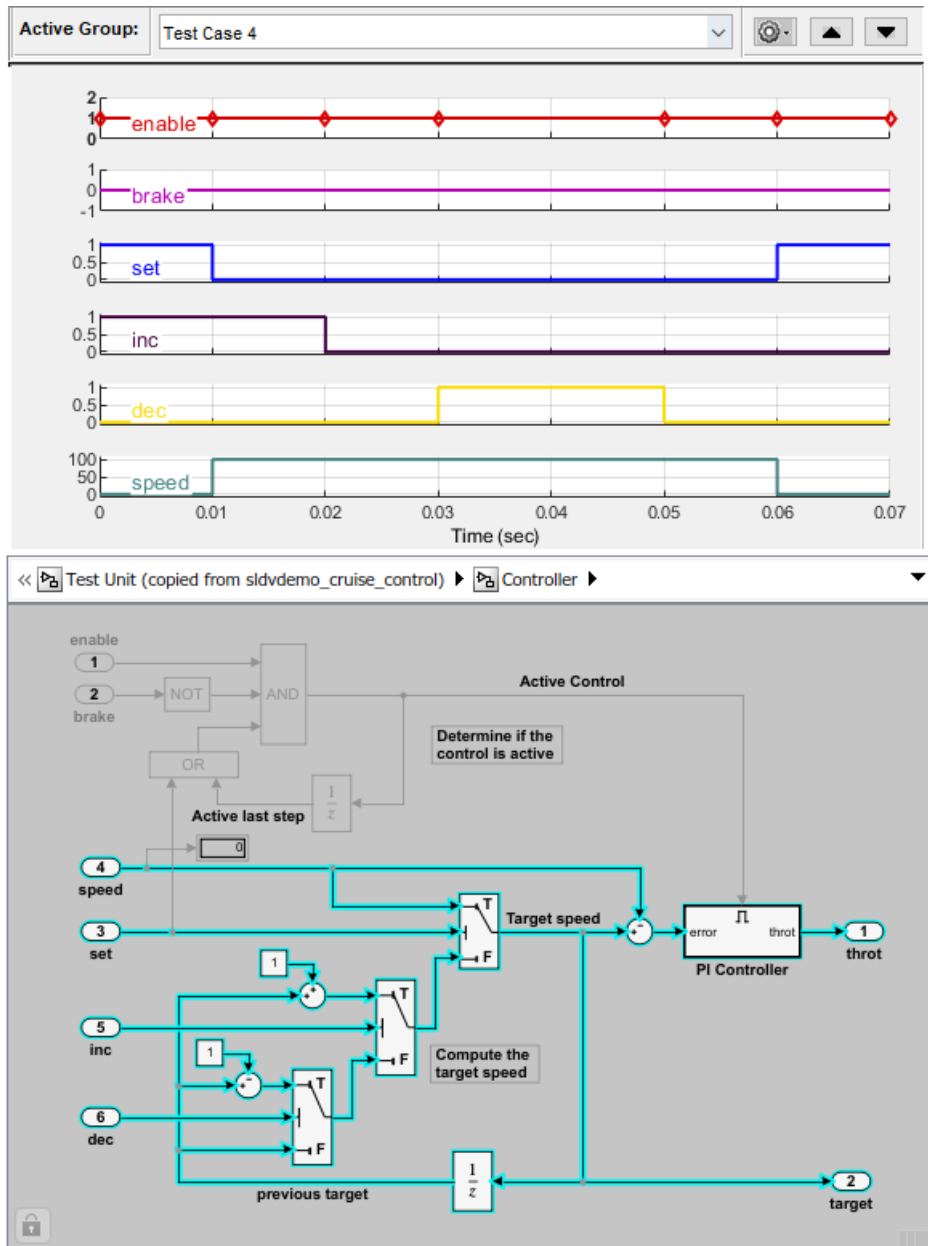 Active Group: Test Case 4
2
1
0
enable
1
0
-1
brake
1
0.5
0
set
1
0.5
0
inc
1
0.5
0
dec
100
50
0
speed
0 0.01 0.02 0.03 0.04 0.05 0.06 0.07
Time (sec)
« Test Unit (copied from sldvdemo_cruise_control) Controller
enable
1
2
brake
NOT
AND
Active Control
Determine if the
control is active
OR
1
z
Active last step
0
4
speed
3
set
T
F
Target speed
error throt
PI Controller
1
throt
1
5
inc
T
F
Compute the
target speed
1
6
dec
T
F
previous target
1
z
2
target